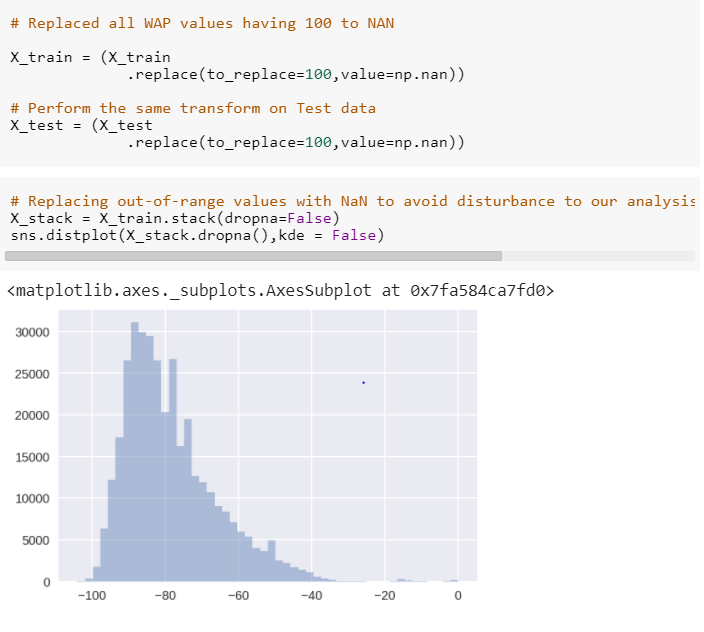 # Replaced all WAP values having 100 to NAN
X_train = (X_train
.replace(to_replace=100,value=np.nan))
# Perform the same transform on Test data
X_test = (X_test
.replace(to_replace=100,value=np.nan))
# Replacing out-of-range values with NaN to avoid disturbance to our analysis
X_stack = X_train.stack(dropna=False)
sns.distplot(X_stack.dropna(),kde = False)
<matplotlib.axes._subplots.AxesSubplot at 0x7fa584ca7fd0>
30000
25000
20000
15000
10000
5000
0
−100 −80 −60 −40 −20 0